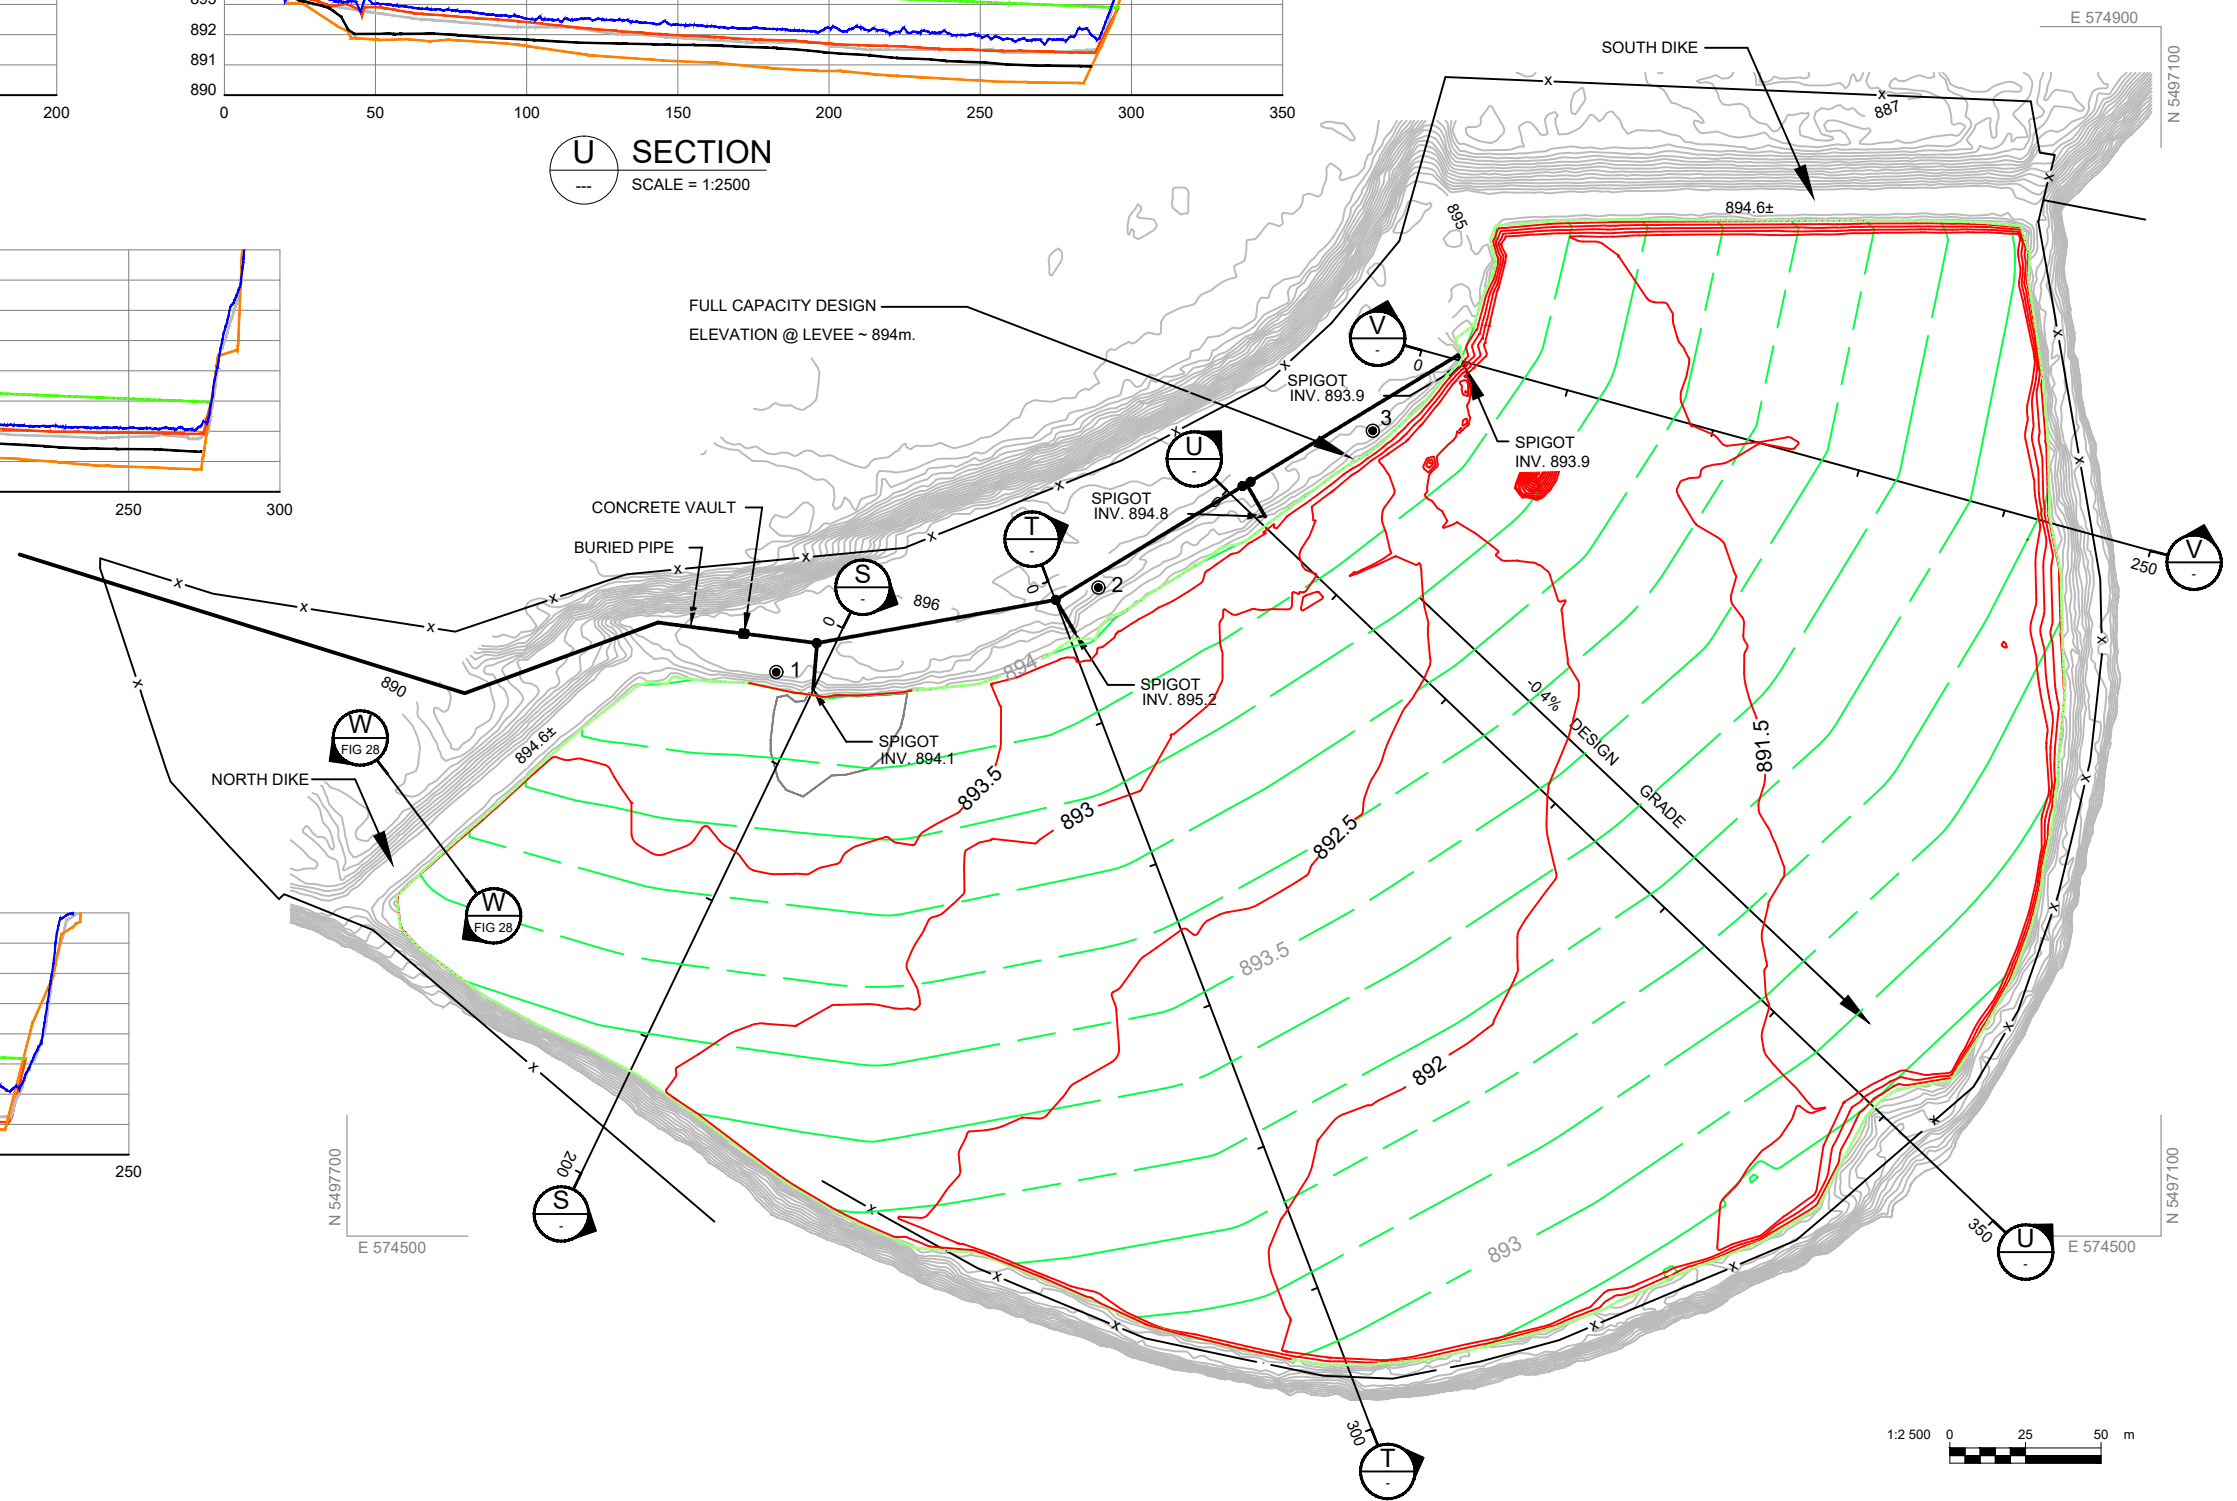 893
892
891
890
200
0
50
100
150
200
250
300
350
U
---
SECTION
SCALE = 1:2500
E 574900
N 5497100
SOUTH DIKE
x
x
887
x
895
894.6±
FULL CAPACITY DESIGN
ELEVATION @ LEVEE ~ 894m.
V
-
0
x
x
SPIGOT
INV. 893.9
3
x
SPIGOT
INV. 893.9
U
-
0
x
x
250
300
SPIGOT
INV. 894.8
CONCRETE VAULT
BURIED PIPE
T
-
0
x
x
V
-
250
x
x
x
x
x
S
-
0
896
2
x
1
894
SPIGOT
INV. 895.2
890
x
-0.4% DESIGN GRADE
W
FIG 28
894.6±
SPIGOT
INV. 894.1
891.5
NORTH DIKE
893.5
893
892.5
x
W
FIG 28
893.5
x
x
x
892
x
250
N 5497700
E 574500
200
S
-
x
893
350
U
-
N 5497100
E 574500
x
x
x
x
300
T
-
1:2 500
0
25
50
m